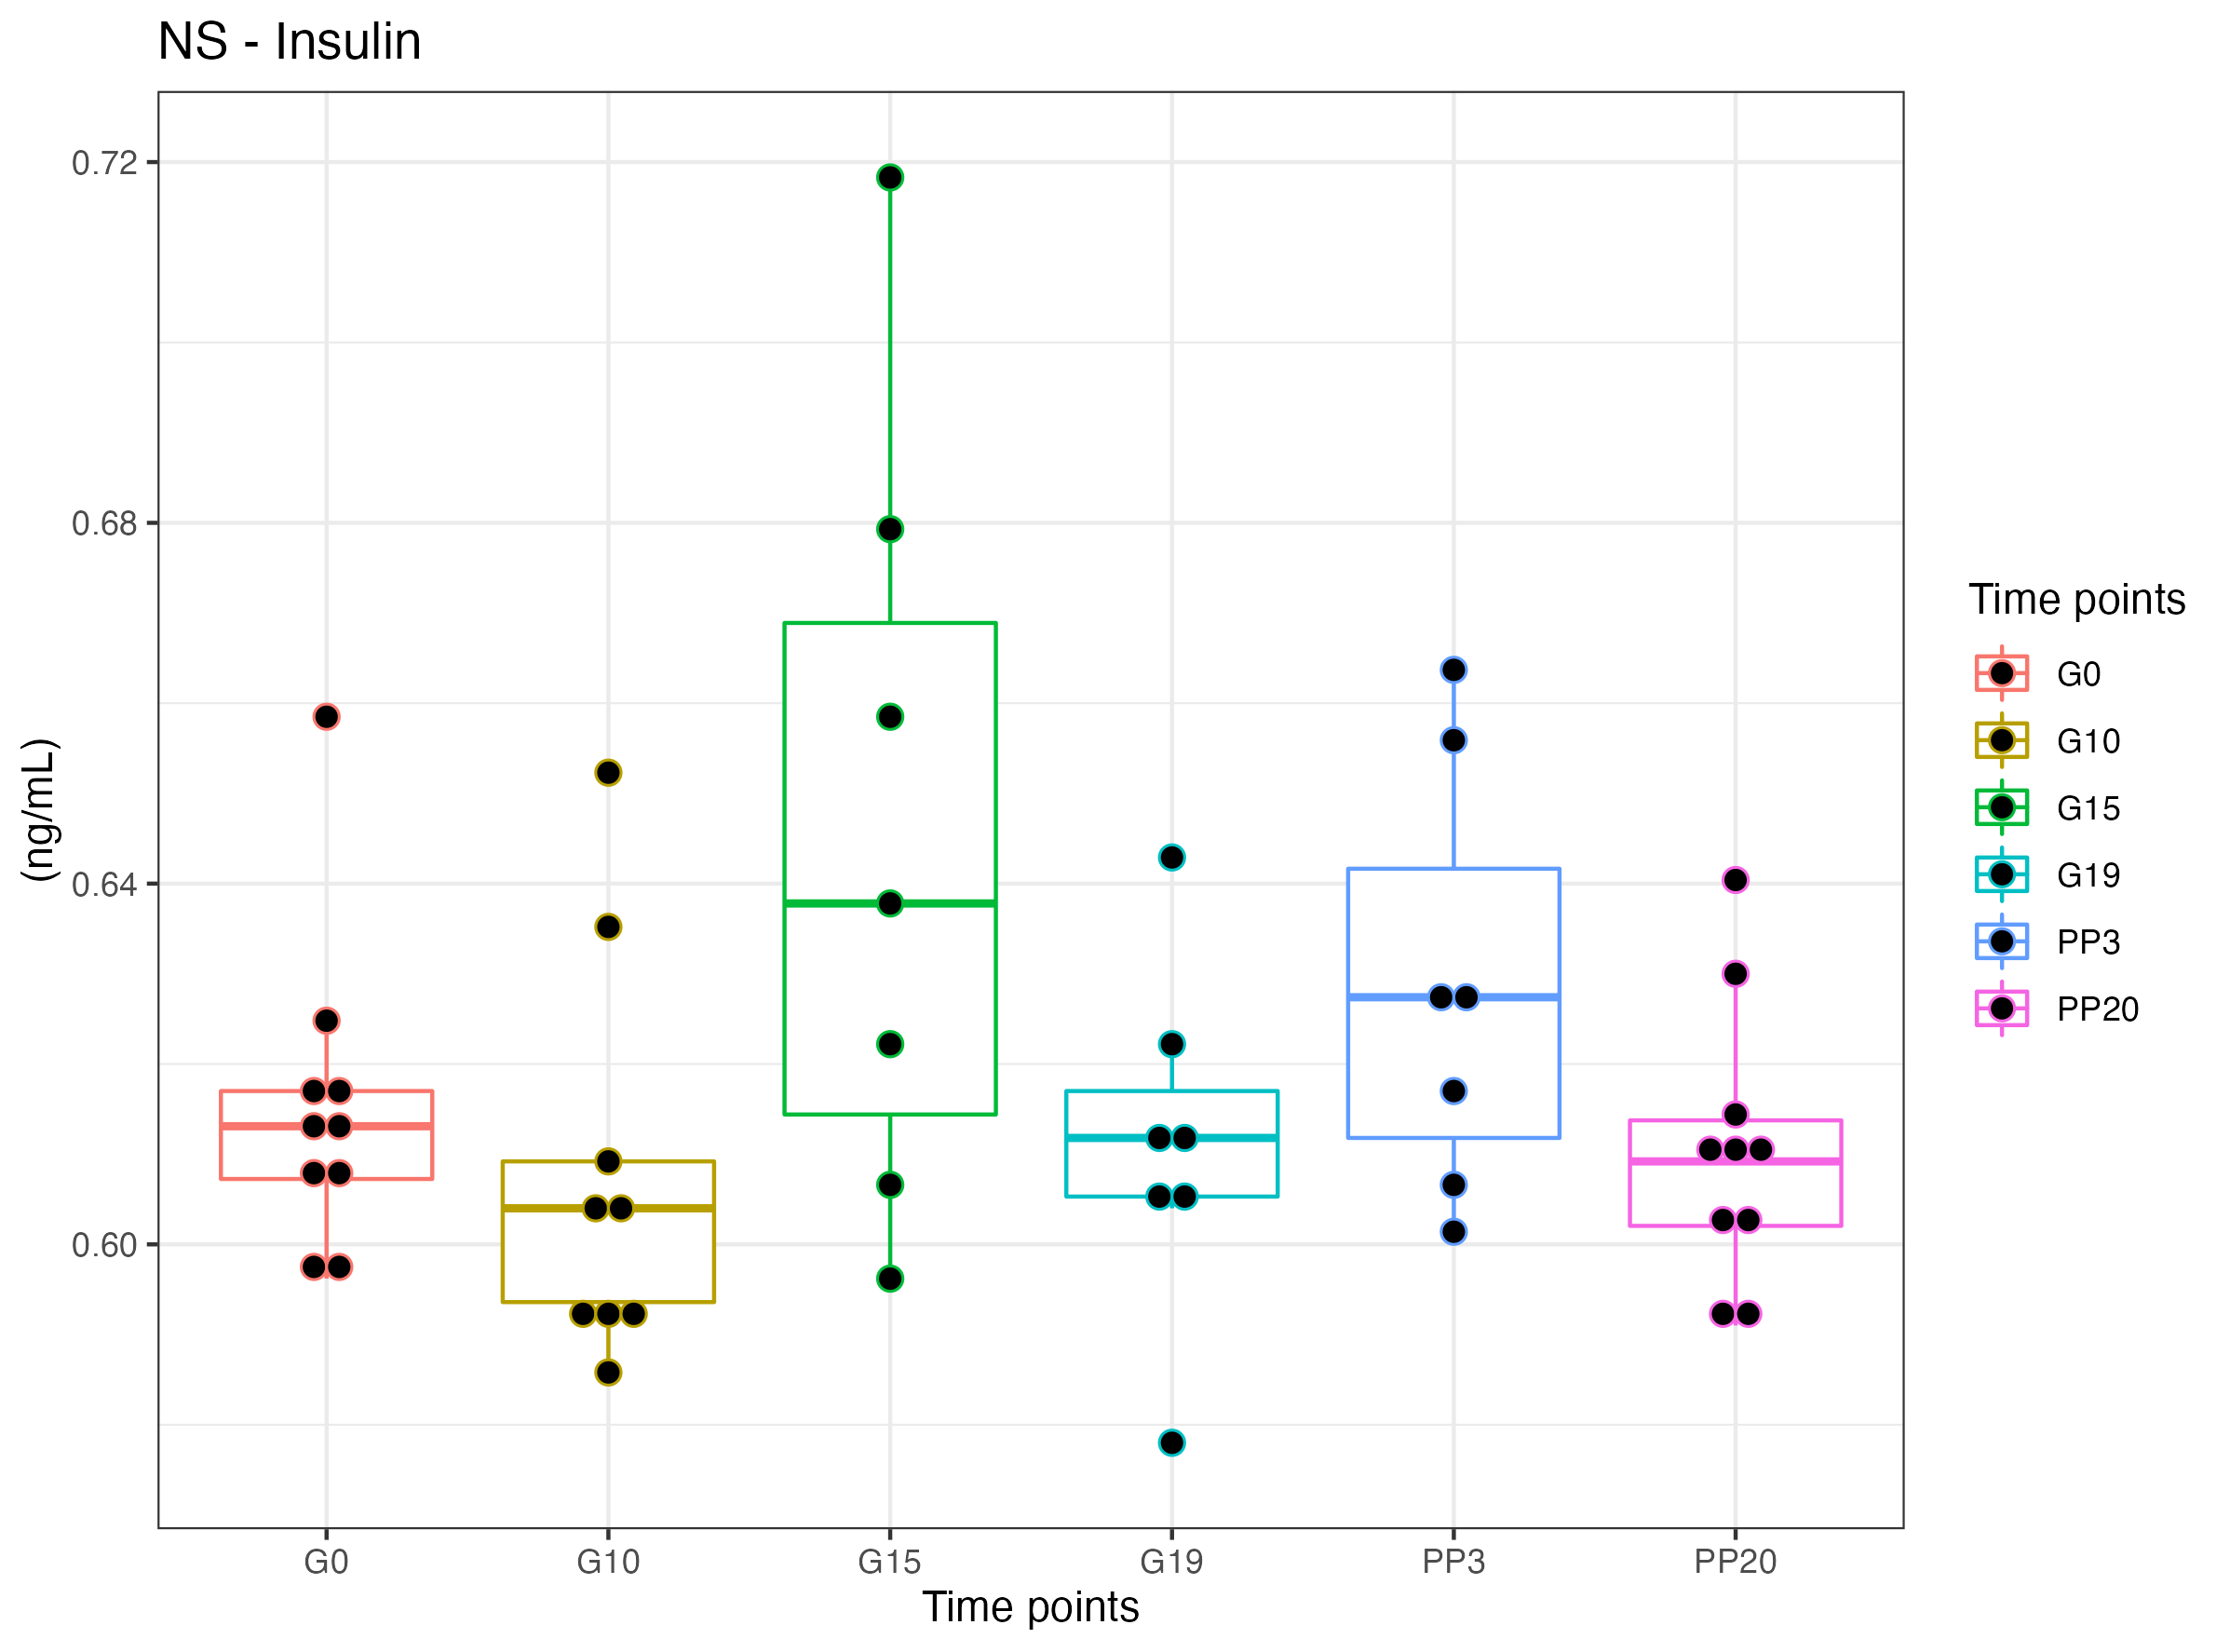 NS - Insulin
(ng/mL)
0.72
0.68
0.64
0.60
G0 G10 G15 G19 PP3 PP20
Time points
Time points
G0
G10
G15
G19
PP3
PP20